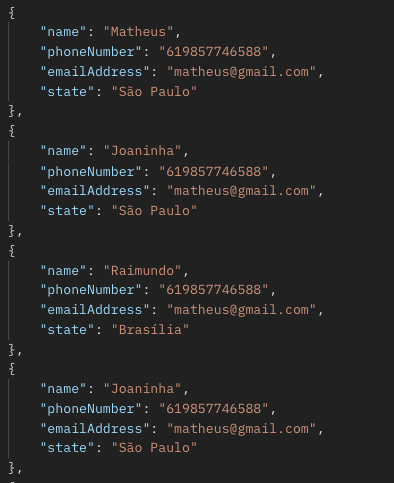 {
"name": "Matheus",
"phoneNumber": "619857746588",
"emailAddress": "matheus@gmail.com",
"state": "São Paulo"
},
{
"name": "Joaninha",
"phoneNumber": "619857746588",
"emailAddress": "matheus@gmail.com",
"state": "São Paulo"
},
{
"name": "Raimundo",
"phoneNumber": "619857746588",
"emailAddress": "matheus@gmail.com",
"state": "Brasília"
},
{
"name": "Joaninha",
"phoneNumber": "619857746588",
"emailAddress": "matheus@gmail.com",
"state": "São Paulo"
},